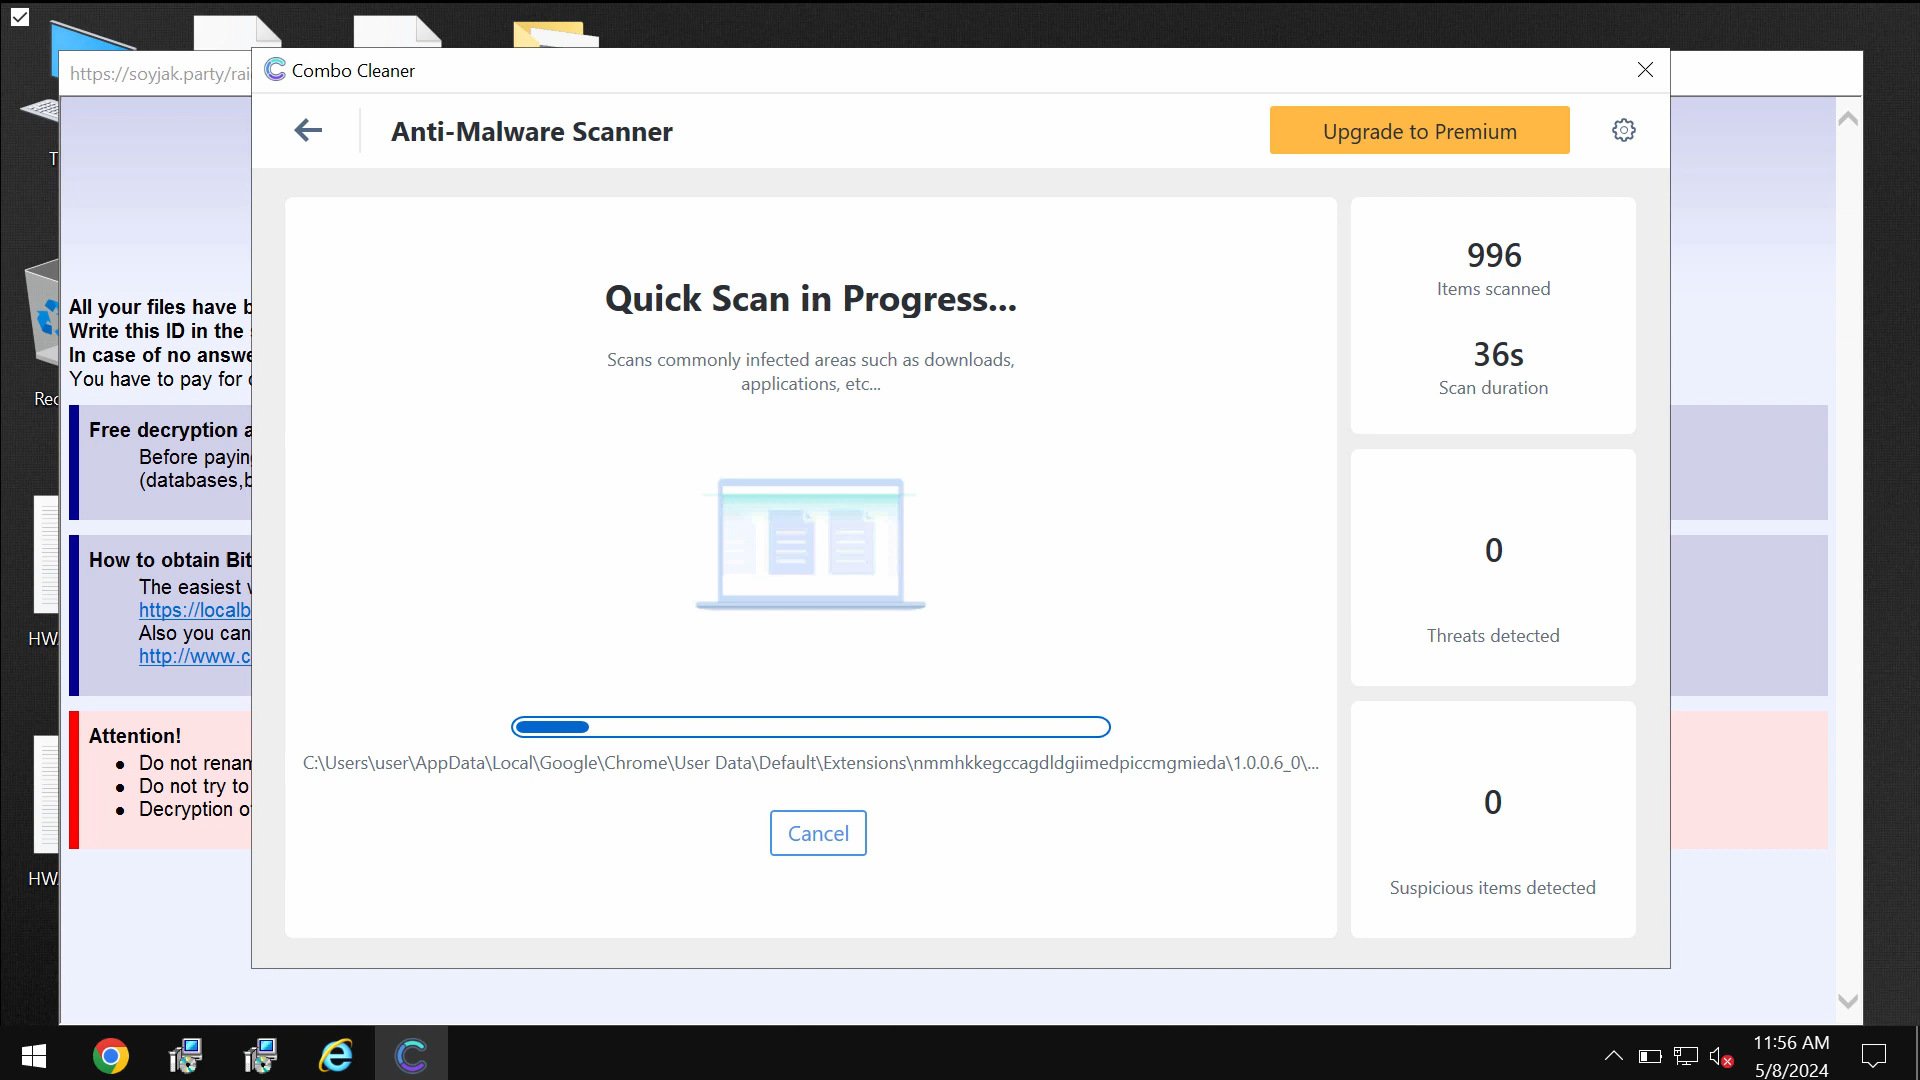 https://soyjak.party/rai
Combo Cleaner
Anti-Malware Scanner
Upgrade to Premium
Quick Scan in Progress...
Scans commonly infected areas such as downloads,
applications, etc...
C:\Users\user\AppData\Local\Google\Chrome\User Data\Default\Extensions\nmmhkkegccagdldgiimedpiccmgmieda\1.0.0.6_0\...
Cancel
996
Items scanned
36s
Scan duration
0
Threats detected
0
Suspicious items detected
All your files have b
Write this ID in the
In case of no answe
You have to pay for
Free decryption a
Before payin
(databases,b
How to obtain Bit
The easiest
https://localb
Also you can
http://www.c
Attention!
Do not renam
Do not try to
Decryption o
T
Rec
HW
HW
11:56 AM
5/8/2024